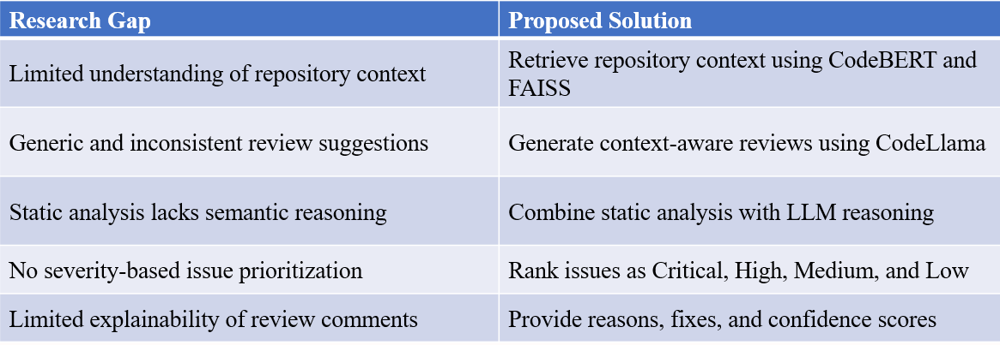 Research Gap
Proposed Solution
Limited understanding of repository context
Retrieve repository context using CodeBERT and
FAISS
Generic and inconsistent review suggestions
Generate context-aware reviews using CodeLlama
Static analysis lacks semantic reasoning
Combine static analysis with LLM reasoning
No severity-based issue prioritization
Rank issues as Critical, High, Medium, and Low
Limited explainability of review comments
Provide reasons, fixes, and confidence scores